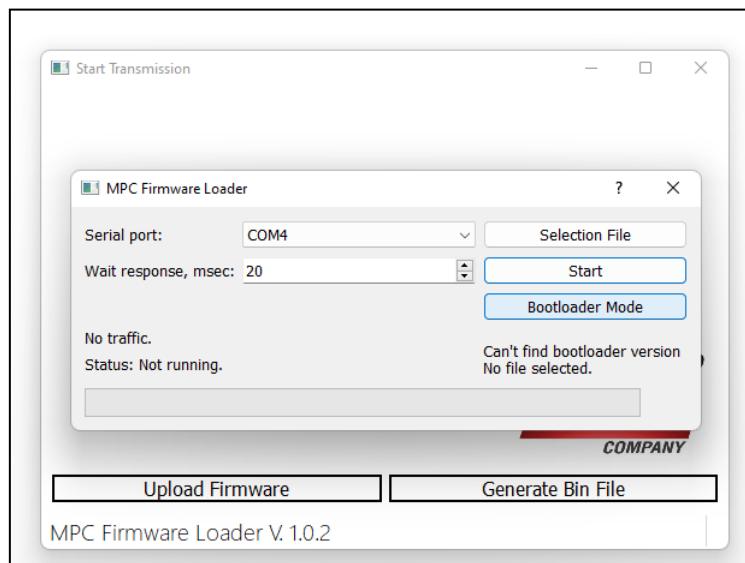 Start Transmission
MPC Firmware Loader
?
Serial port: COM4 Selection File
Wait response, msec: 20 Start
Bootloader Mode
No traffic.
Status: Not running.
Can't find bootloader version
No file selected.
COMPANY
Upload Firmware Generate Bin File
MPC Firmware Loader V. 1.0.2